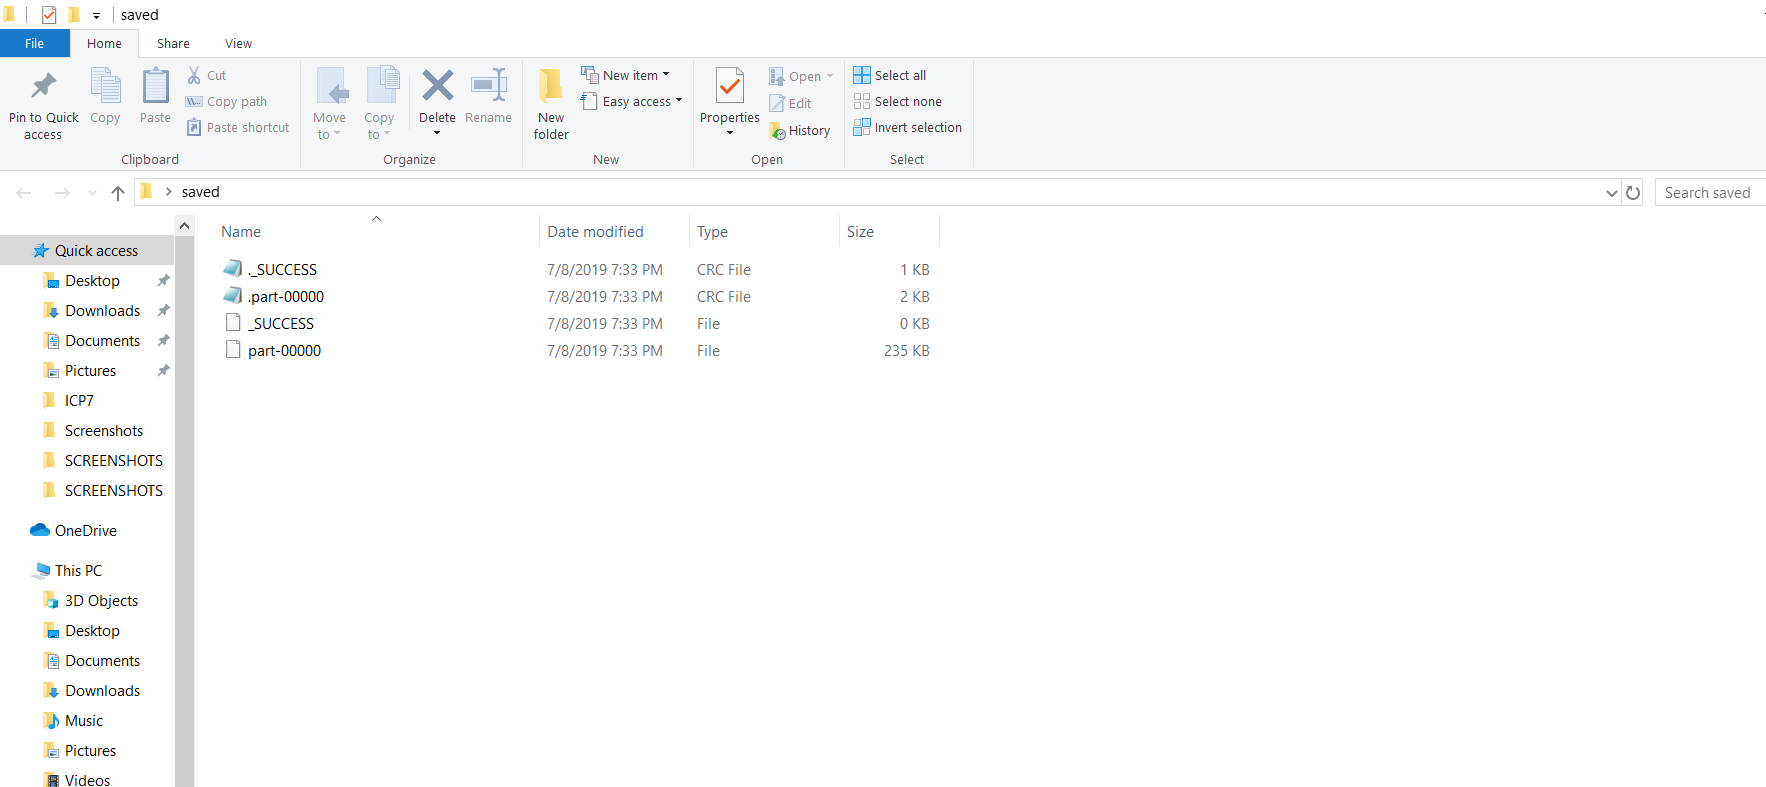 saved
File Home Share View
Pin to Quick access
Copy
Paste
Cut
Copy path
Paste shortcut
Clipboard
Move to
Copy to
Delete
Rename
Organize
New folder
New item
Easy access
New
Properties
Open
Edit
History
Open
Select all
Select none
Invert selection
Select
saved
Search saved
Name Date modified Type Size
._SUCCESS 7/8/2019 7:33 PM CRC File 1 KB
.part-00000 7/8/2019 7:33 PM CRC File 2 KB
_SUCCESS 7/8/2019 7:33 PM File 0 KB
part-00000 7/8/2019 7:33 PM File 235 KB
Quick access
Desktop
Downloads
Documents
Pictures
ICP7
Screenshots
SCREENSHOTS
SCREENSHOTS
OneDrive
This PC
3D Objects
Desktop
Documents
Downloads
Music
Pictures
Videos